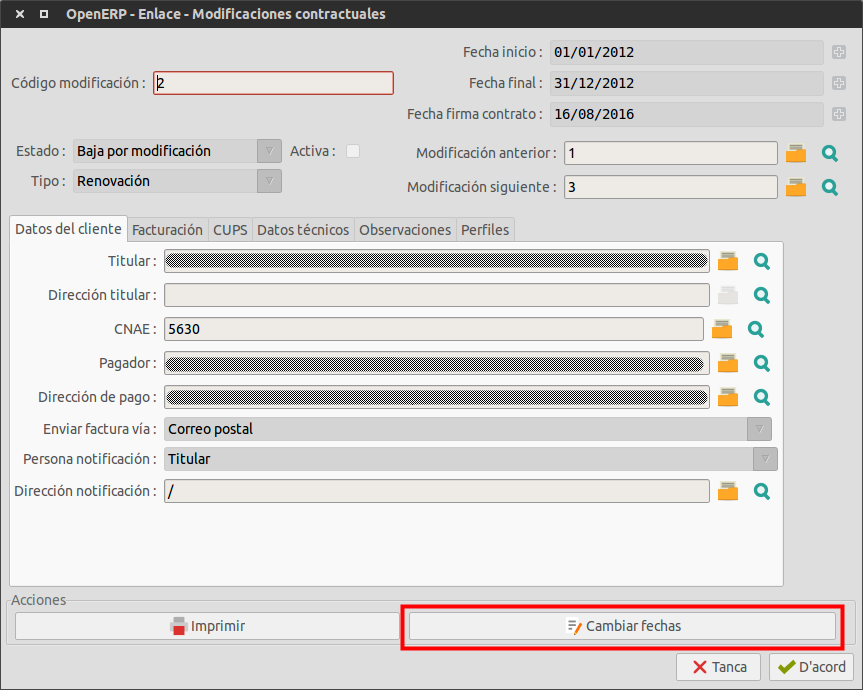 OpenERP - Enlace - Modificaciones contractuales
Fecha inicio : 01/01/2012
Código modificación : 2
Fecha final : 31/12/2012
Fecha firma contrato : 16/08/2016
Estado : Baja por modificación Activa :
Modificación anterior : 1
Tipo : Renovación
Modificación siguiente : 3
Datos del cliente Facturación CUPS Datos técnicos Observaciones Perfiles
Titular :
Dirección titular :
CNAE : 5630
Pagador :
Dirección de pago :
Enviar factura vía : Correo postal
Persona notificación : Titular
Dirección notificación : /
Acciones
Imprimir Cambiar fechas
Tanca D'acord